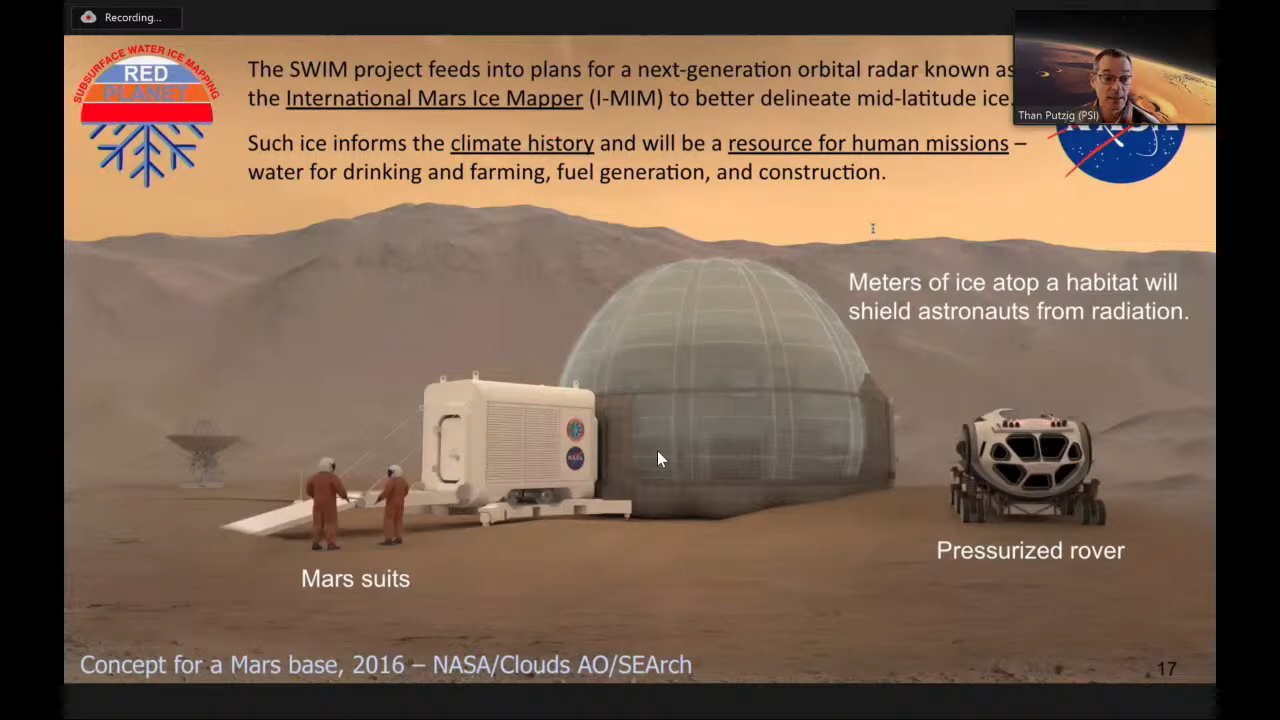 Recording...
SUBSURFACE WATER ICE MAPPING
RED
PLANET
The SWIM project feeds into plans for a next-generation orbital radar known as
the International Mars Ice Mapper (I-MIM) to better delineate mid-latitude ice.
Than Putzig (PSI)
Such ice informs the climate history and will be a resource for human missions –
water for drinking and farming, fuel generation, and construction.
Meters of ice atop a habitat will
shield astronauts from radiation.
NASA
Pressurized rover
Mars suits
Concept for a Mars base, 2016 – NASA/Clouds AO/SEArch
17